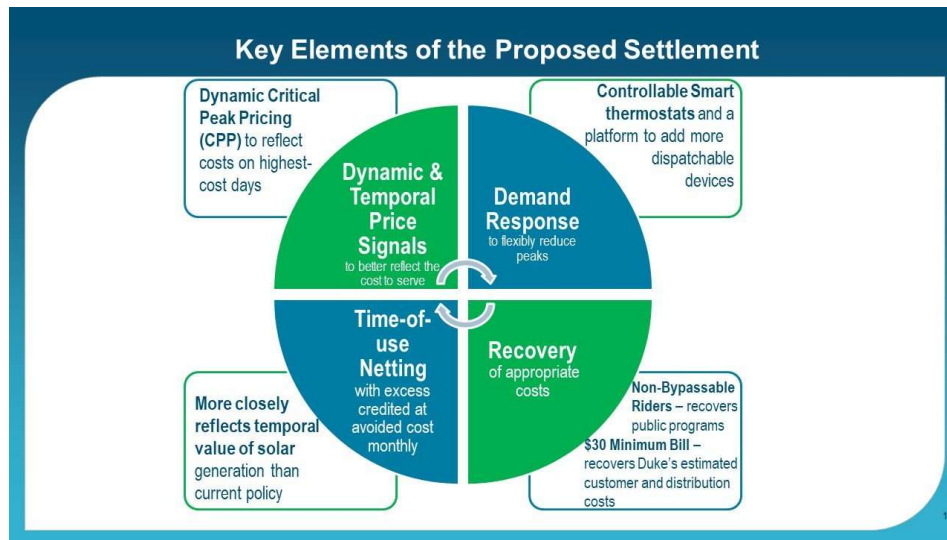 Key Elements of the Proposed Settlement
Dynamic Critical
Peak Pricing
(CPP) to reflect
costs on highest-
cost days
Controllable Smart
thermostats and a
platform to add more
dispatchable
devices
Dynamic &
Temporal
Price
Signals
to better reflect the
cost to serve
Demand
Response
to flexibly reduce
peaks
Time-of-
use
Netting
with excess
credited at
avoided cost
monthly
Recovery
of appropriate
costs
More closely
reflects temporal
value of solar
generation than
current policy
Non-Bypassable
Riders – recovers
public programs
$30 Minimum Bill –
recovers Duke's estimated
customer and distribution
costs
1